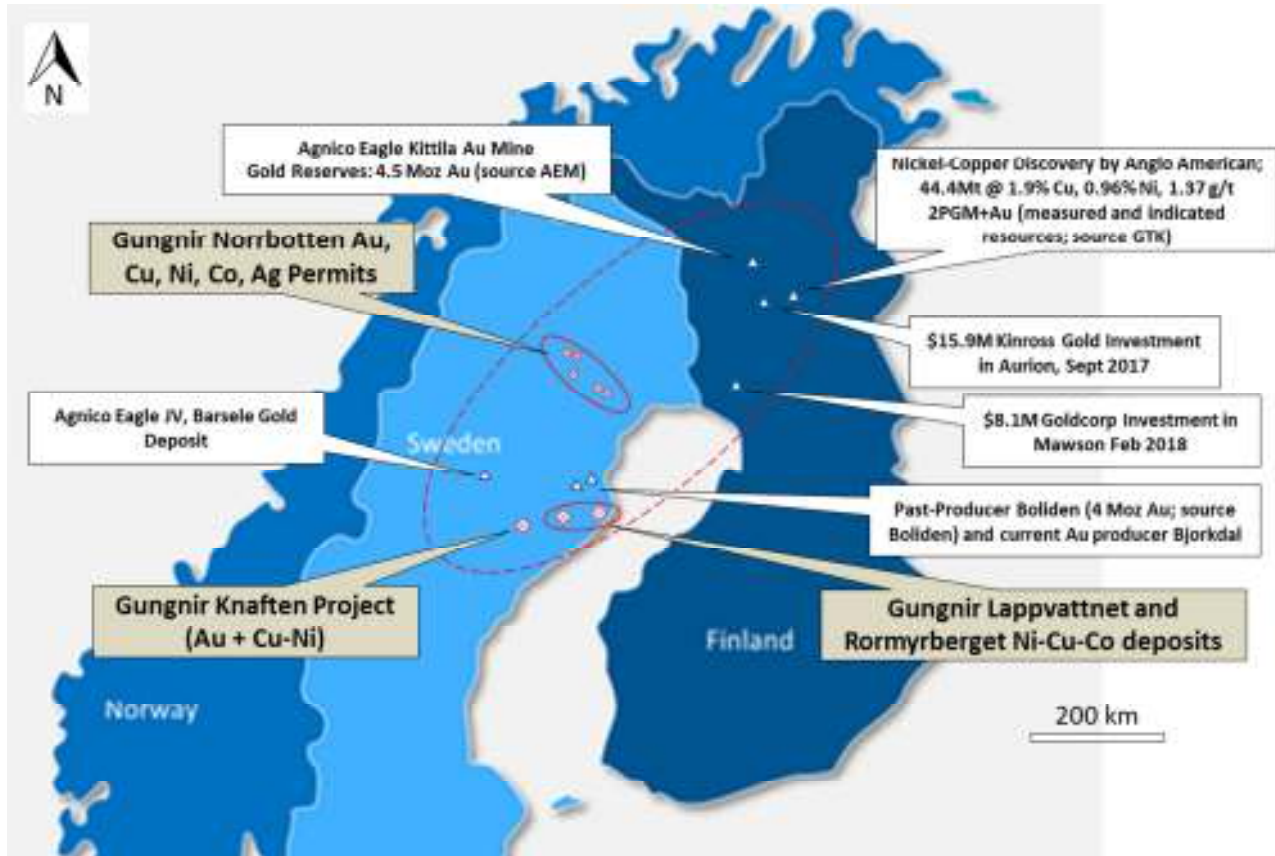 N
Agnico Eagle Kittila Au Mine
Gold Reserves: 4.5 Moz Au (source AEM)
Nickel-Copper Discovery by Anglo American;
44.4Mt @ 1.9% Cu, 0.96% Ni, 1.37 g/t
2PGM+Au (measured and indicated
resources; source GTK)
Gungnir Norrbotten Au,
Cu, Ni, Co, Ag Permits
$15.9M Kinross Gold Investment
in Aurion, Sept 2017
Agnico Eagle JV, Barsele Gold
Deposit
Sweden
$8.1M Goldcorp Investment in
Mawson Feb 2018
Past-Producer Boliden (4 Moz Au; source
Boliden) and current Au producer Bjorkdal
Gungnir Knaften Project
(Au + Cu-Ni)
Gungnir Lappvattnet and
Rormyrberget Ni-Cu-Co deposits
Finland
Norway
200 km